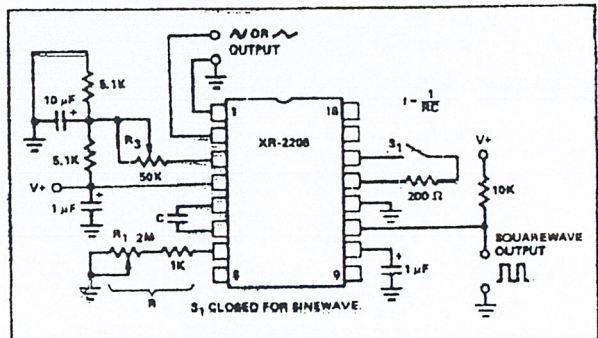 OR
OUTPUT
5.1K
10 µF +
R3
50K
5.1K
V+
1 µF
+
C
R1 2M
1K
R
1
18
XR-2206
8
9
f - 1/RC
S1
200 Ω
V+
10K
SQUAREWAVE
OUTPUT
+
1 µF
S1 CLOSED FOR SINEWAVE.